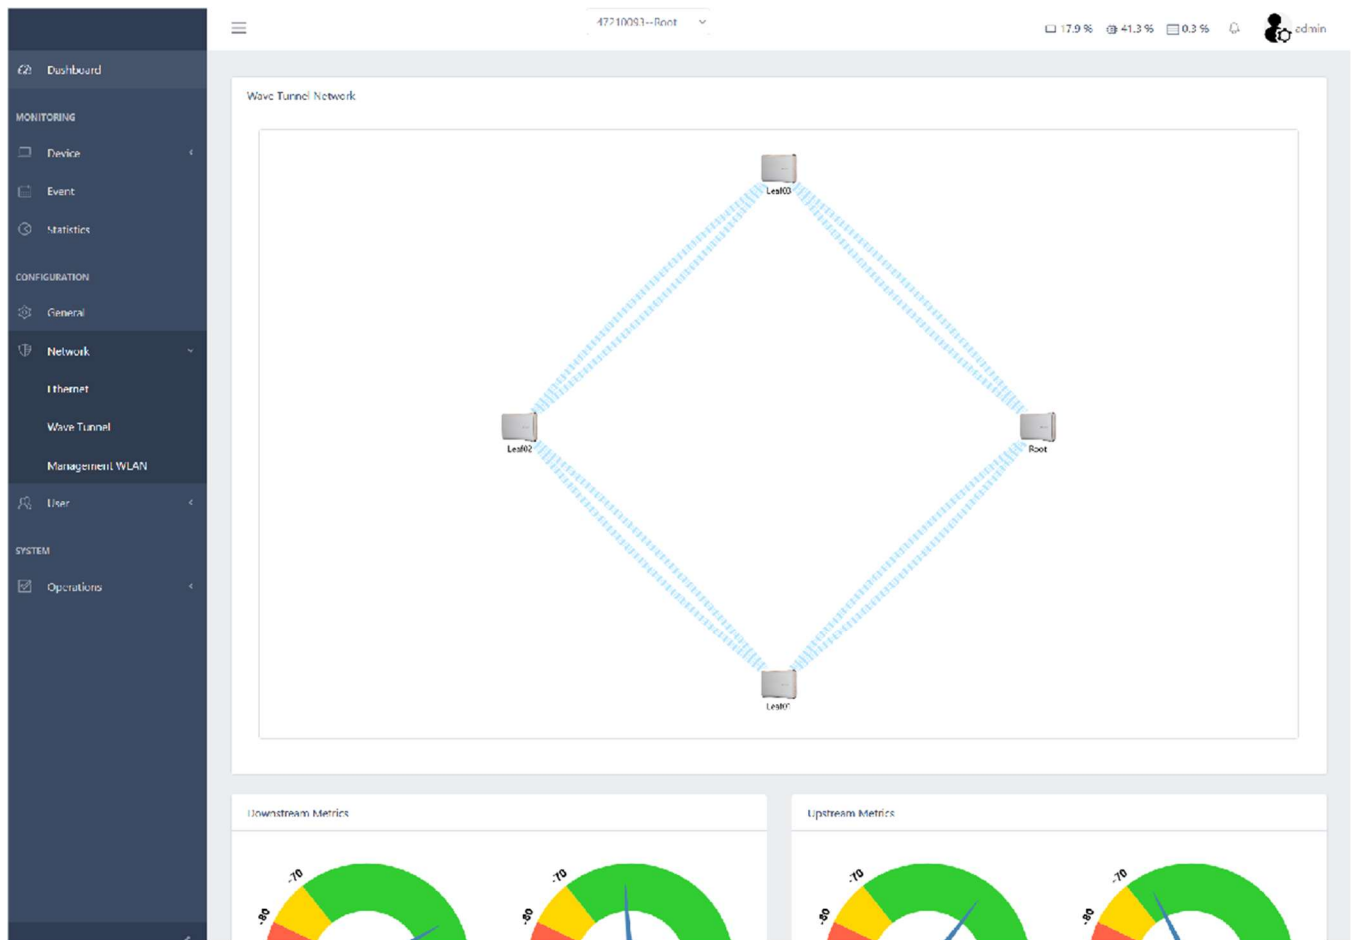 47210093--Root
17.9 %
41.3 %
0.3 %
admin
Dashboard
MONITORING
Device
Event
Statistics
CONFIGURATION
General
Network
Ethernet
Wave Tunnel
Management WLAN
User
SYSTEM
Operations
Wave Tunnel Network
Leaf03
Leaf02
Root
Leaf01
Downstream Metrics
Upstream Metrics
-70
-80
-70
-80
-70
-80
-70
-80